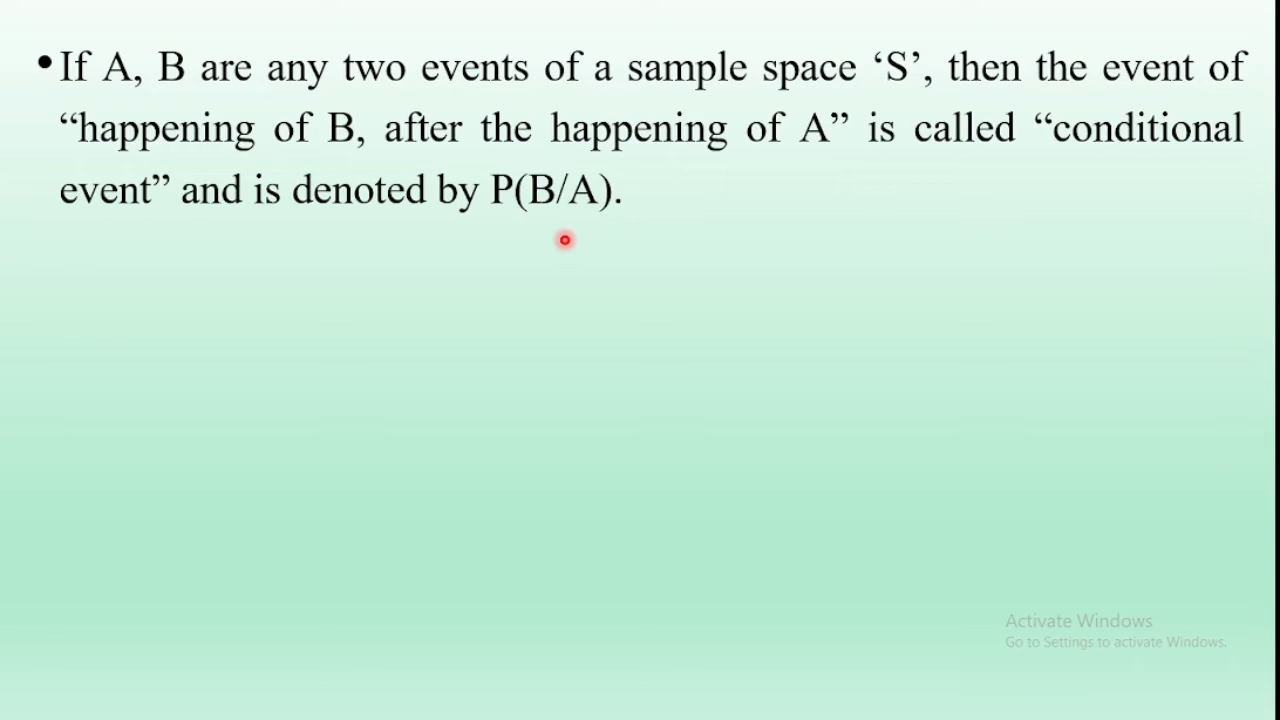 •If A, B are any two events of a sample space ‘S’, then the event of
“happening of B, after the happening of A” is called “conditional
event” and is denoted by P(B/A).
Activate Windows
Go to Settings to activate Windows.